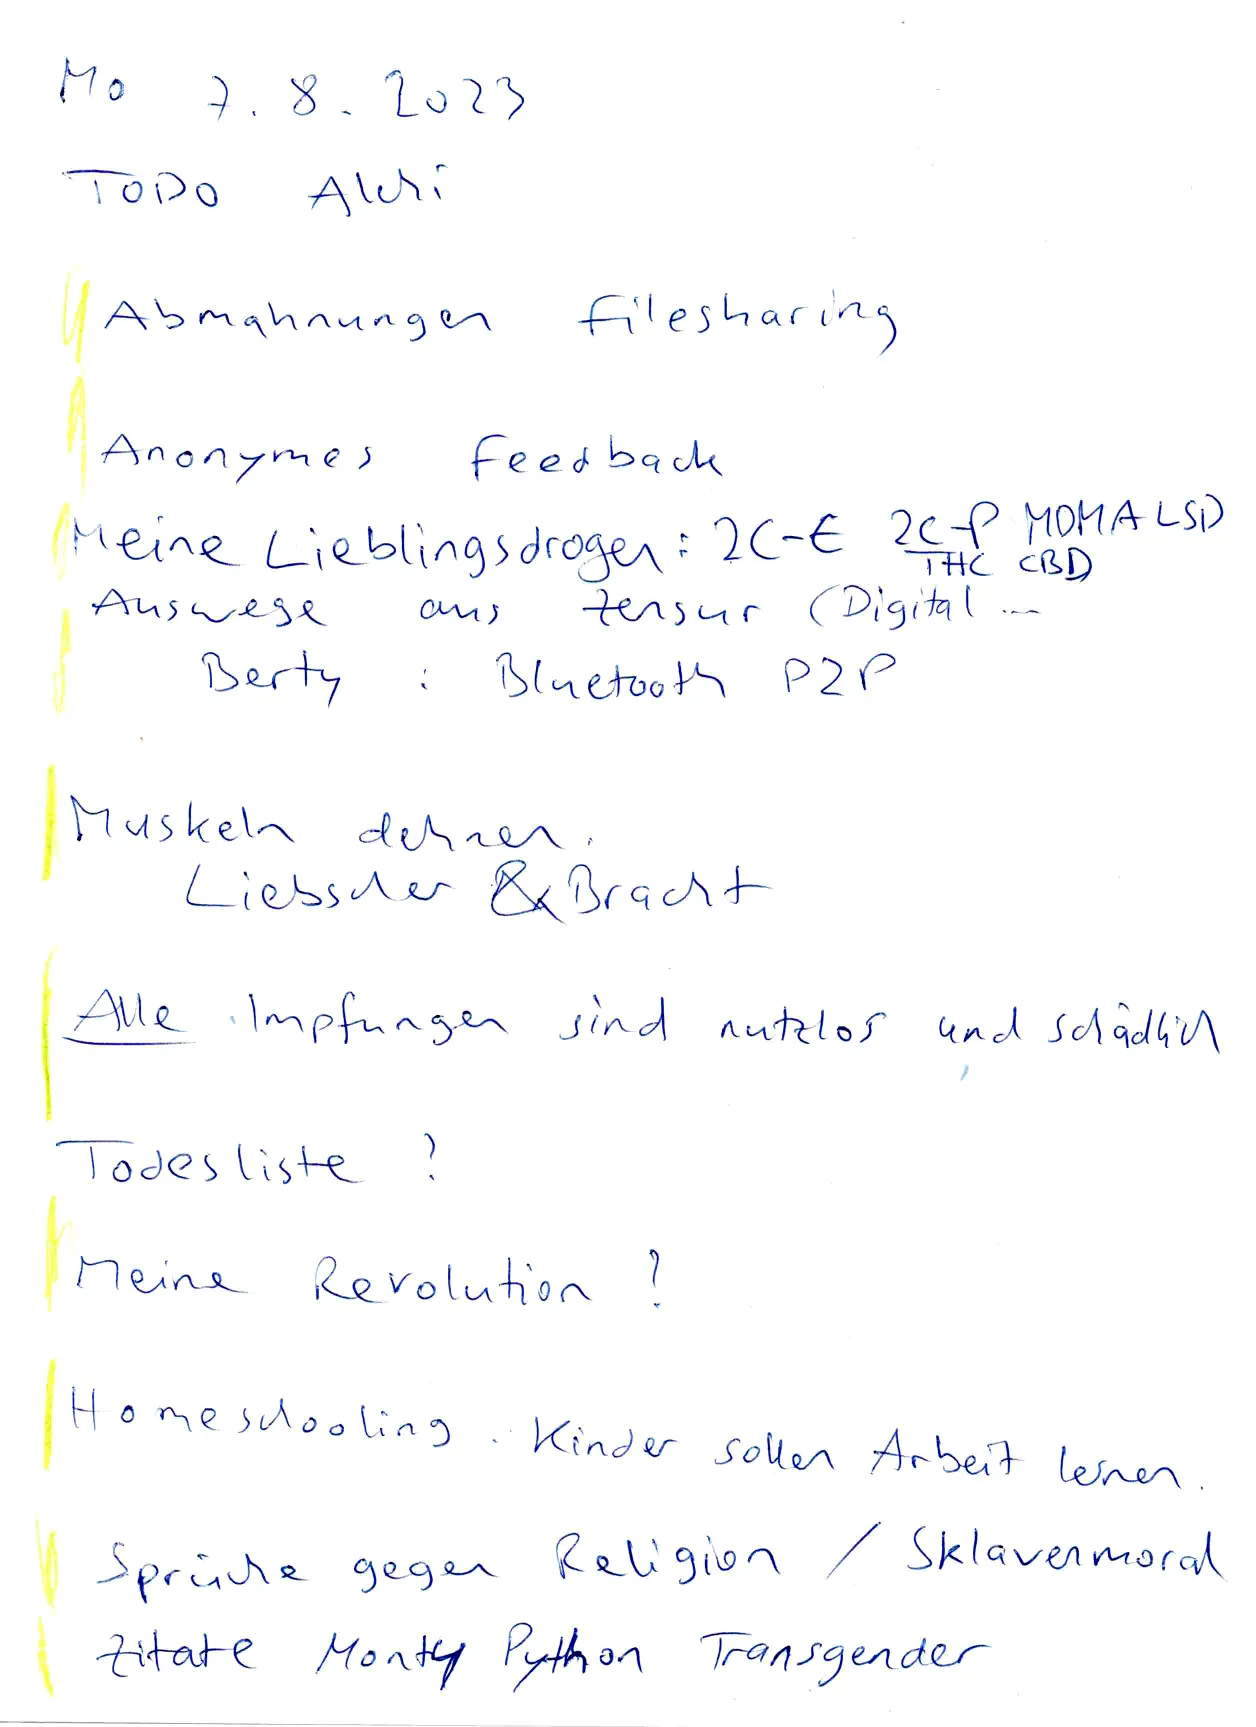 Mo 7.8.2023
TODO Alchi
Abmahnungen filesharing
Anonymes Feedback
Meine Lieblingsdrogen: 2C-E 2C-P MDMA LSD
THC CBD
Auswege aus Zensur (Digital ...
Berty : Bluetooth P2P
Muskeln dehnen.
Liebscher & Bracht
Alle Impfungen sind nutzlos und schädlich
Todesliste ?
Meine Revolution ?
Homeschooling. Kinder sollen Arbeit lernen.
Sprüche gegen Religion / Sklavenmoral
Zitate Monty Python Transgender